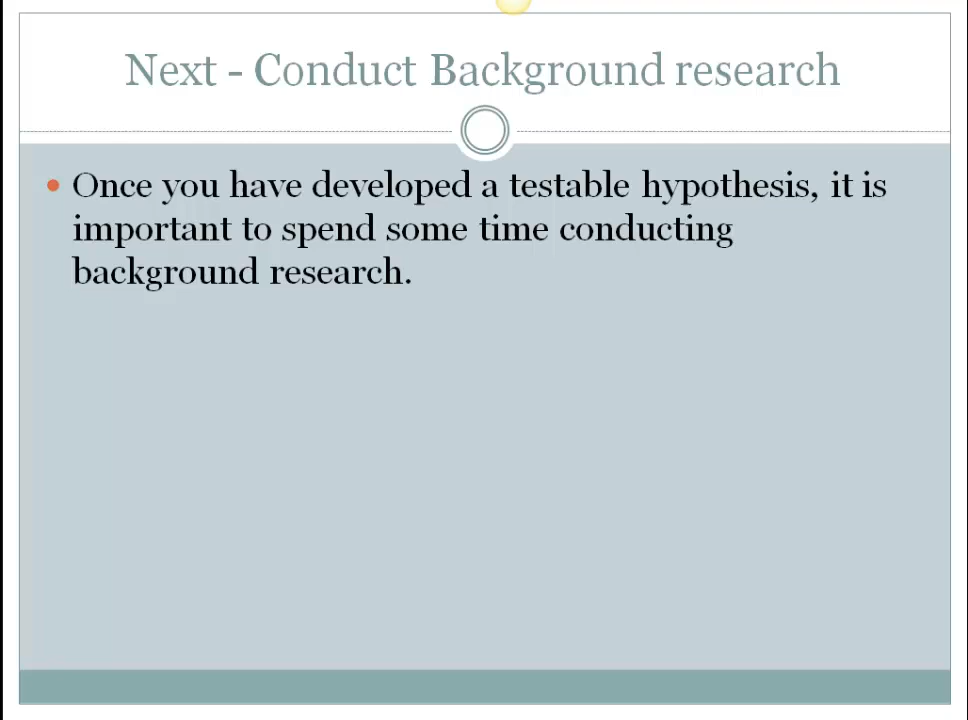 Next - Conduct Background research
• Once you have developed a testable hypothesis, it is
important to spend some time conducting
background research.